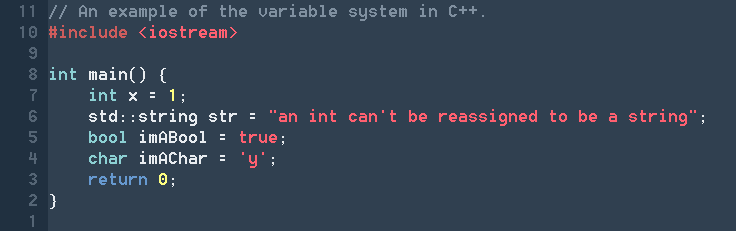 11 // An example of the variable system in C++.
10 #include <iostream>
9
8 int main() {
7     int x = 1;
6     std::string str = "an int can't be reassigned to be a string";
5     bool imABool = true;
4     char imAChar = 'y';
3     return 0;
2 }
1